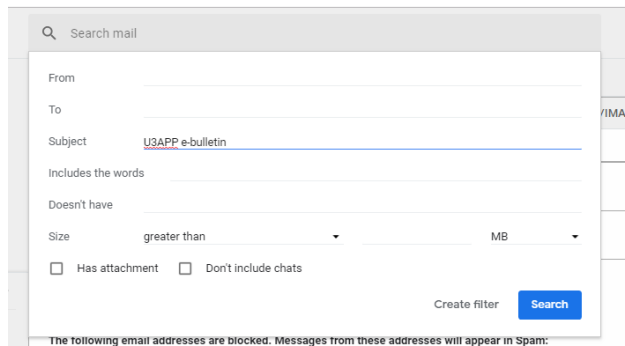 Search mail
From
To
/IMA
Subject U3APP e-bulletin
Includes the words
Doesn't have
Size greater than MB
Has attachment Don't include chats
Create filter Search
The following email addresses are blocked. Messages from these addresses will appear in Spam: